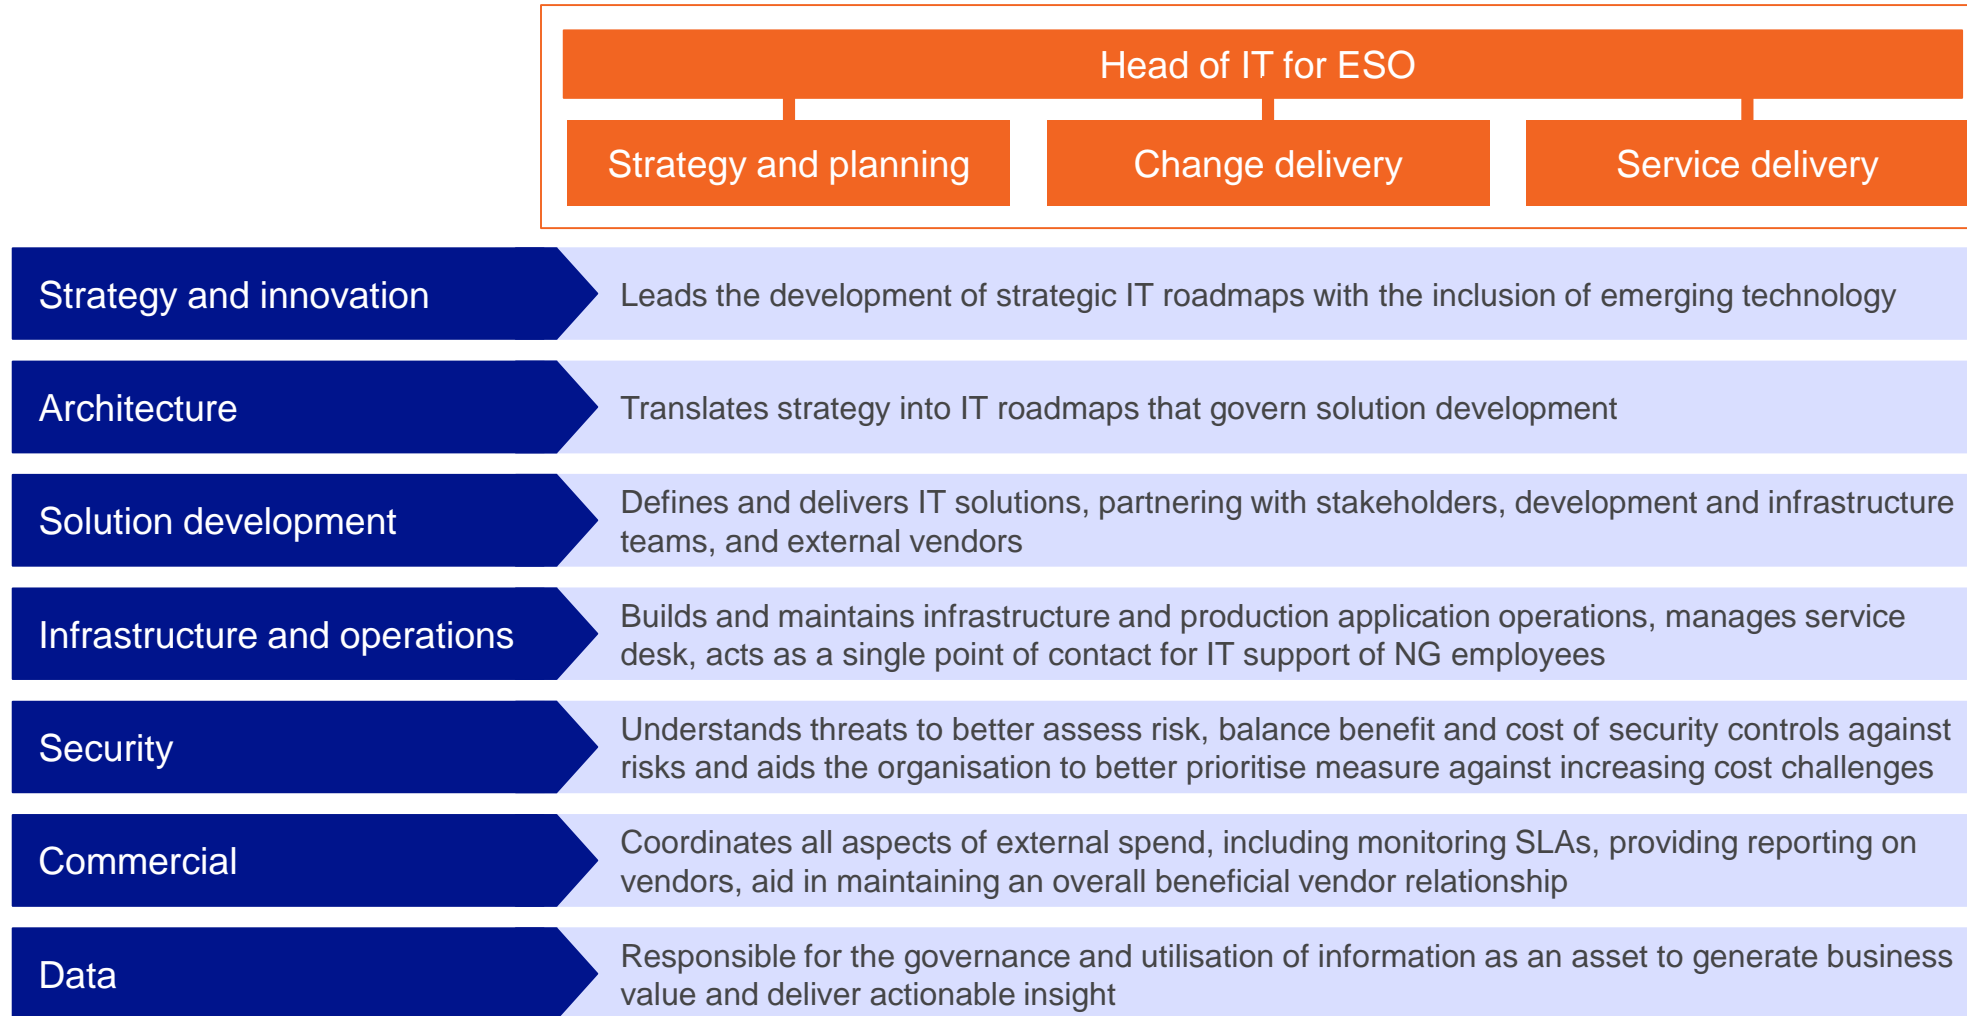 Head of IT for ESO
Strategy and planning
Change delivery
Service delivery
Strategy and innovation
Leads the development of strategic IT roadmaps with the inclusion of emerging technology
Architecture
Translates strategy into IT roadmaps that govern solution development
Solution development
Defines and delivers IT solutions, partnering with stakeholders, development and infrastructure
teams, and external vendors
Infrastructure and operations
Builds and maintains infrastructure and production application operations, manages service
desk, acts as a single point of contact for IT support of NG employees
Security
Understands threats to better assess risk, balance benefit and cost of security controls against
risks and aids the organisation to better prioritise measure against increasing cost challenges
Commercial
Coordinates all aspects of external spend, including monitoring SLAs, providing reporting on
vendors, aid in maintaining an overall beneficial vendor relationship
Data
Responsible for the governance and utilisation of information as an asset to generate business
value and deliver actionable insight